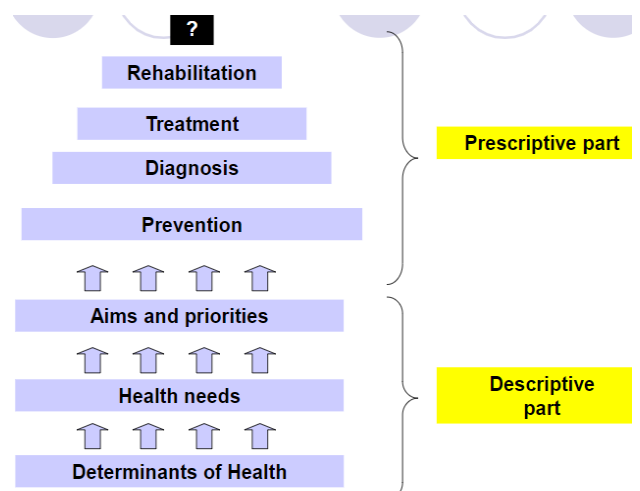 ?
Rehabilitation
Treatment
Prescriptive part
Diagnosis
Prevention
Aims and priorities
Health needs
Descriptive
part
Determinants of Health